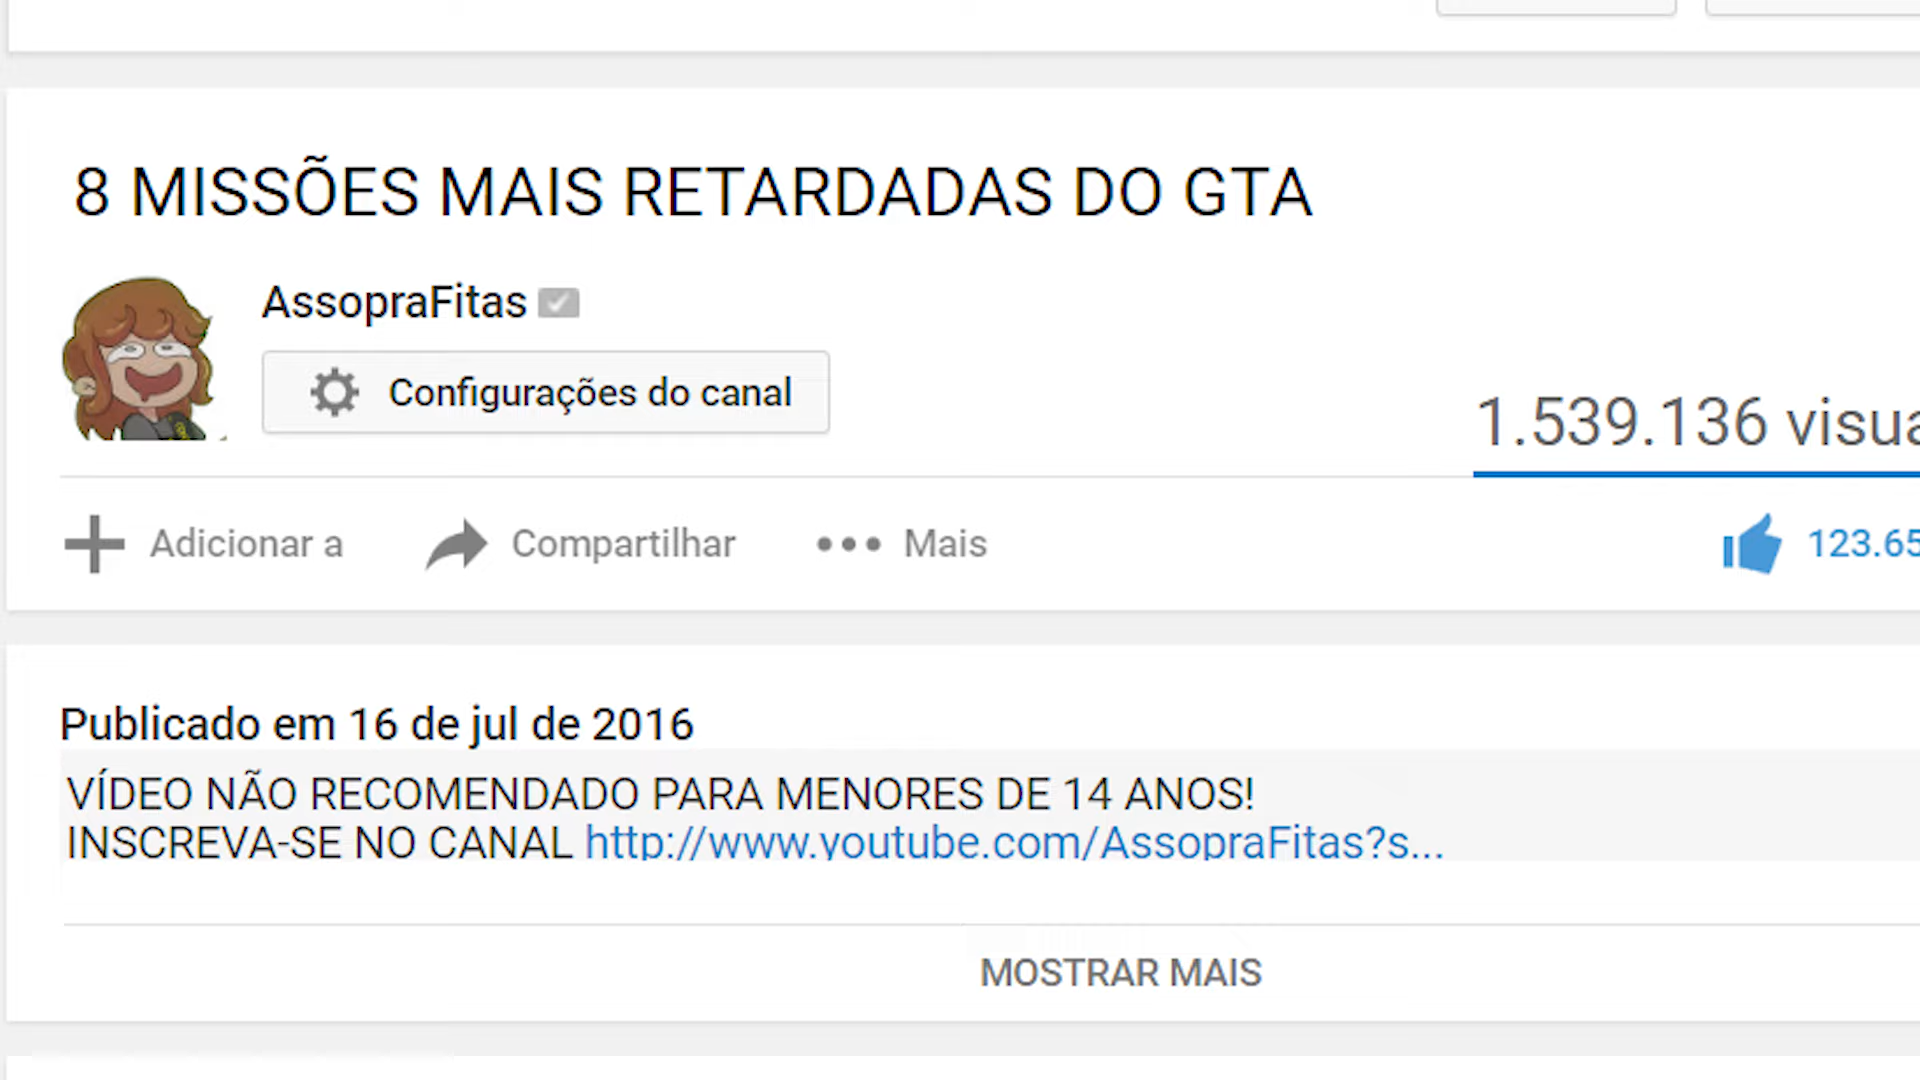 8 MISSÕES MAIS RETARDADAS DO GTA
AssopraFitas
Configurações do canal
1.539.136
Adicionar a
Compartilhar
Mais
123.65
Publicado em 16 de jul de 2016
VÍDEO NÃO RECOMENDADO PARA MENORES DE 14 ANOS!
INSCREVA-SE NO CANAL http://www.youtube.com/AssopraFitas?s...
MOSTRAR MAIS